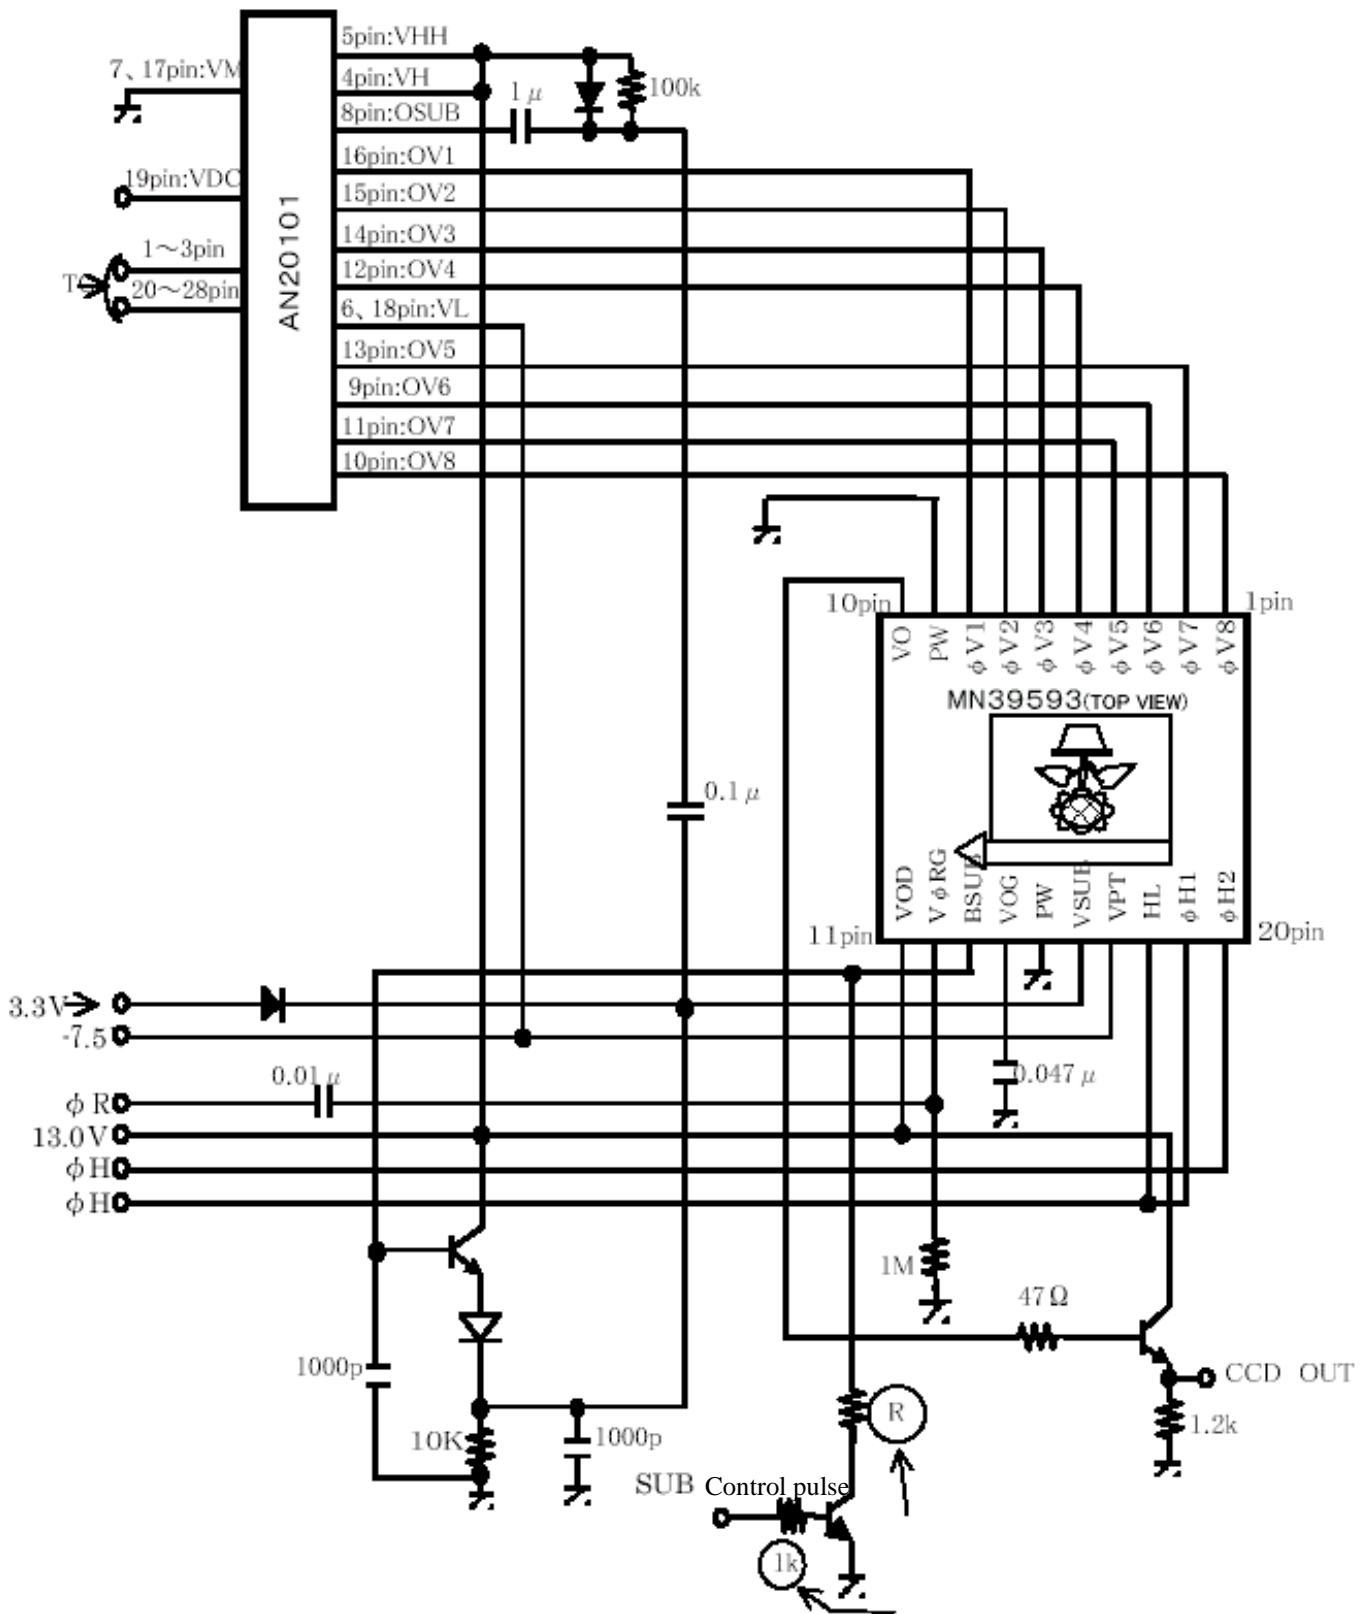 5pin:VHH
7、17pin:VM
4pin:VH
100k
1μ
8pin:OSUB
16pin:OV1
19pin:VDC
15pin:OV2
14pin:OV3
1〜3pin
12pin:OV4
20〜28pin
6、18pin:VL
AN20101
13pin:OV5
9pin:OV6
11pin:OV7
10pin:OV8
10pin
1pin
VO
PW
φV1
φV2
φV3
φV4
φV5
φV6
φV7
φV8
MN39593(TOP VIEW)
0.1μ
VOD
VφRG
BSUB
VOG
PW
VSUB
VPT
HL
φH1
φH2
11pin
20pin
3.3V
-7.5
0.01μ
0.047μ
φR
13.0V
φH
φH
1M
47Ω
1000p
CCD OUT
R
1.2k
10K
1000p
SUB Control pulse
1k